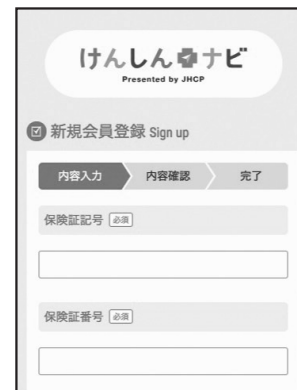 けんしんナビ
Presented by JHCP
新規会員登録 Sign up
内容入力 内容確認 完了
保険証記号 必須
保険証番号 必須